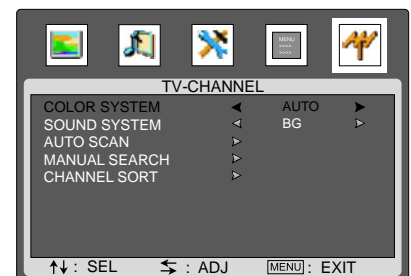 MENU
TV-CHANNEL
COLOR SYSTEM ◀ AUTO ▶
SOUND SYSTEM ◁ BG ▷
AUTO SCAN ▷
MANUAL SEARCH ▷
CHANNEL SORT ▷
↑↓ : SEL ⇆ : ADJ MENU : EXIT